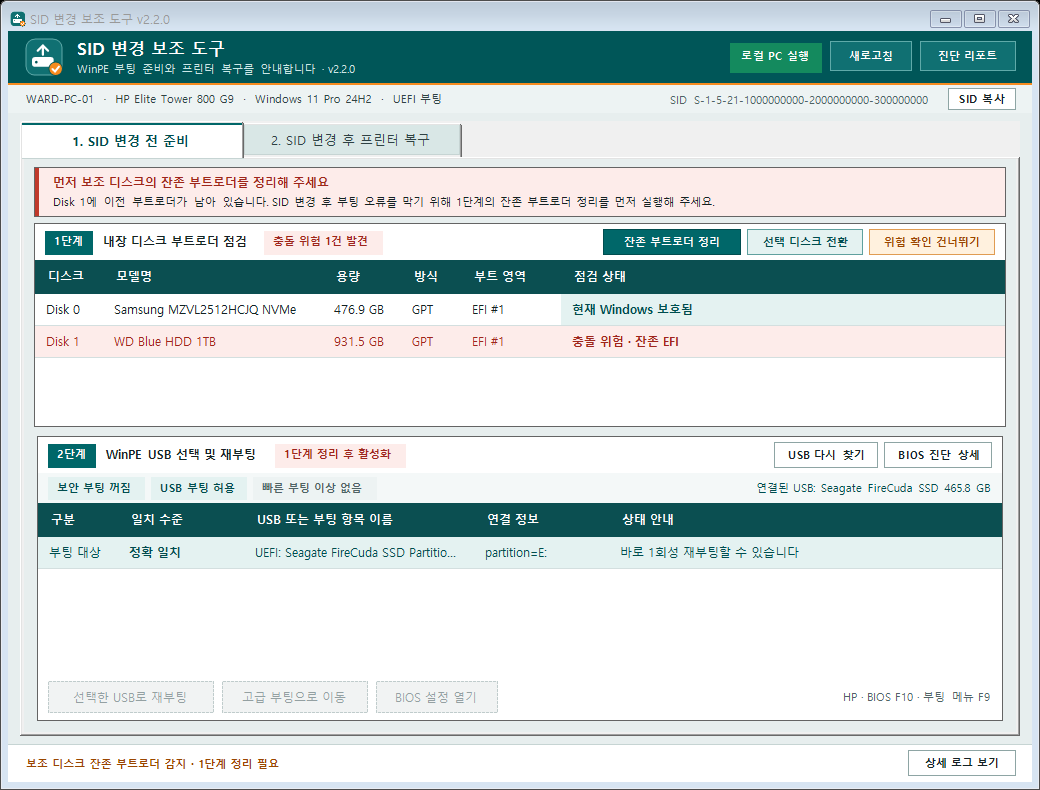 SID 변경 보조 도구 v2.2.0
SID 변경 보조 도구
WinPE 부팅 준비와 프린터 복구를 안내합니다 · v2.2.0
로컬 PC 실행
새로고침
진단 리포트
WARD-PC-01 · HP Elite Tower 800 G9 · Windows 11 Pro 24H2 · UEFI 부팅
SID S-1-5-21-1000000000-2000000000-300000000
SID 복사
1. SID 변경 전 준비
2. SID 변경 후 프린터 복구
먼저 보조 디스크의 잔존 부트로더를 정리해 주세요
Disk 1에 이전 부트로더가 남아 있습니다. SID 변경 후 부팅 오류를 막기 위해 1단계의 잔존 부트로더 정리를 먼저 실행해 주세요.
1단계 내장 디스크 부트로더 점검 충돌 위험 1건 발견
잔존 부트로더 정리
선택 디스크 전환
위험 확인 건너뛰기
디스크 모델명 용량 방식 부트 영역 점검 상태
Disk 0 Samsung MZVL2512HCJQ NVMe 476.9 GB GPT EFI #1 현재 Windows 보호됨
Disk 1 WD Blue HDD 1TB 931.5 GB GPT EFI #1 충돌 위험 · 잔존 EFI
2단계 WinPE USB 선택 및 재부팅 1단계 정리 후 활성화
USB 다시 찾기
BIOS 진단 상세
보안 부팅 꺼짐 USB 부팅 허용 빠른 부팅 이상 없음
연결된 USB: Seagate FireCuda SSD 465.8 GB
구분 일치 수준 USB 또는 부팅 항목 이름 연결 정보 상태 안내
부팅 대상 정확 일치 UEFI: Seagate FireCuda SSD Partitio... partition=E: 바로 1회성 재부팅할 수 있습니다
선택한 USB로 재부팅
고급 부팅으로 이동
BIOS 설정 열기
HP · BIOS F10 · 부팅 메뉴 F9
보조 디스크 잔존 부트로더 감지 · 1단계 정리 필요
상세 로그 보기